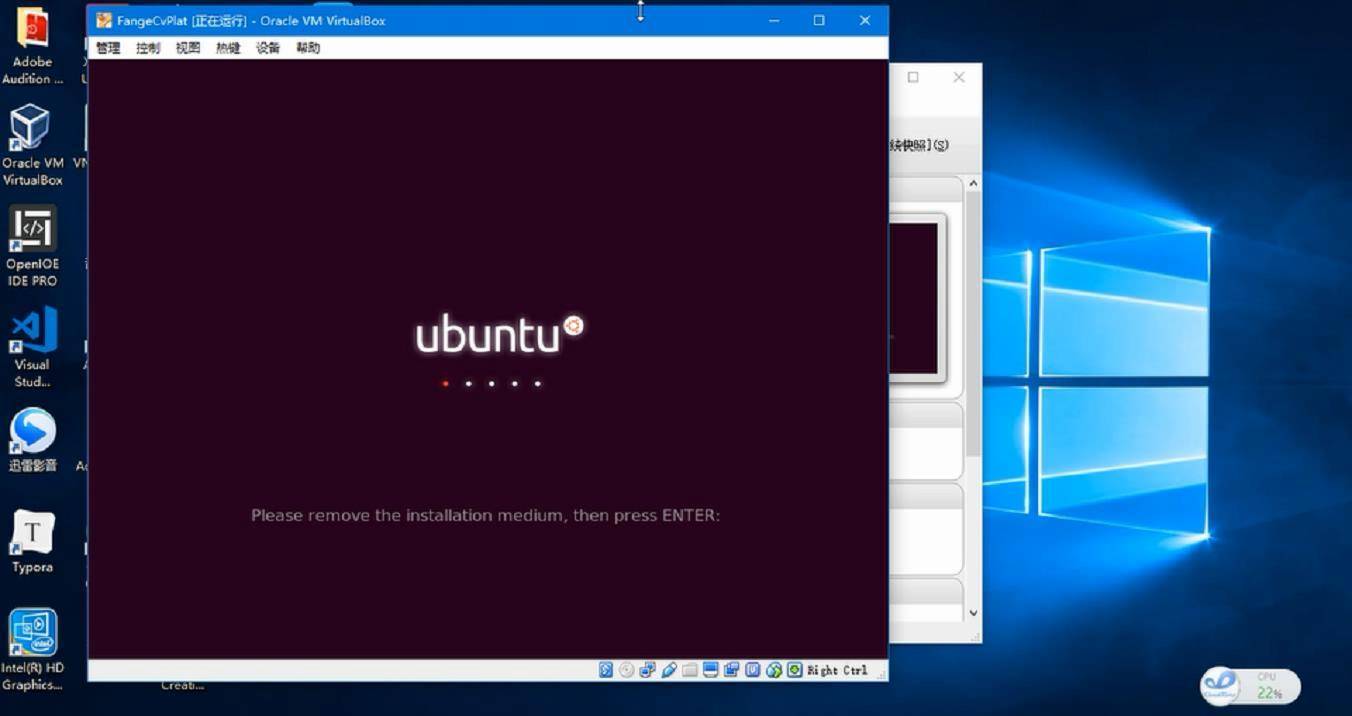 FangeCvPlat [正在运行] - Oracle VM VirtualBox
管理 控制 视图 热键 设备 帮助
Adobe
Audition ...
Oracle VM
VirtualBox
OpenIOE
IDE PRO
Visual
Stud...
迅雷影音
T
Typora
Intel(R) HD
Graphics...
Creati...
快照](S)
ubuntu
Please remove the installation medium, then press ENTER:
Right Ctrl
CPU
22%